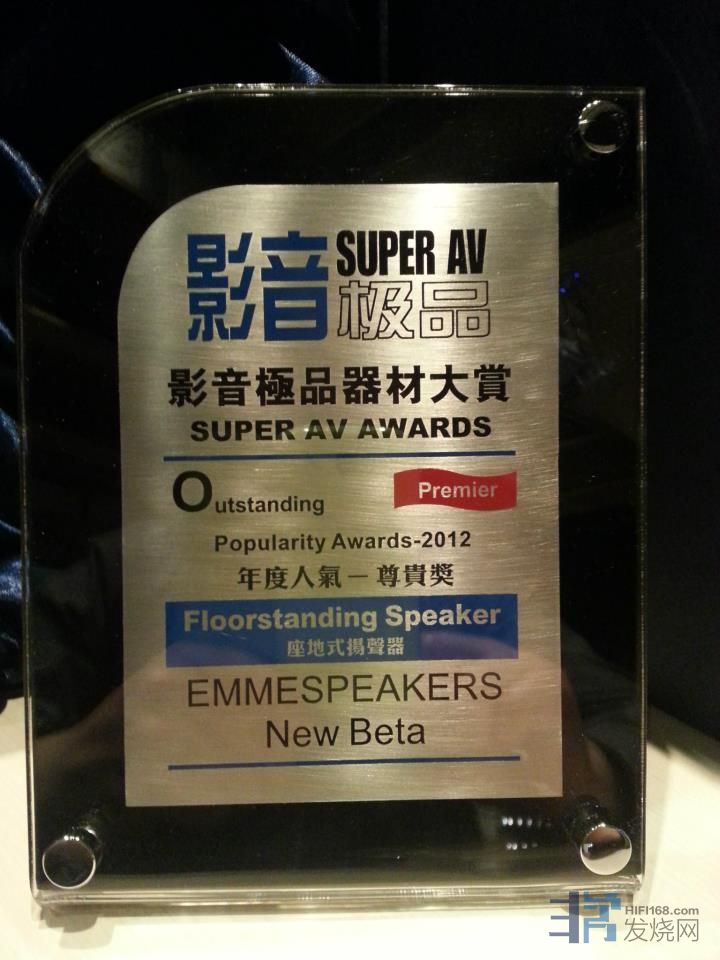 影音 SUPER AV
极品
影音極品器材大賞
SUPER AV AWARDS
Outstanding Premier
Popularity Awards-2012
年度人氣－尊貴獎
Floorstanding Speaker
座地式揚聲器
EMMESPEAKERS
New Beta
HIFI168.com
发烧网